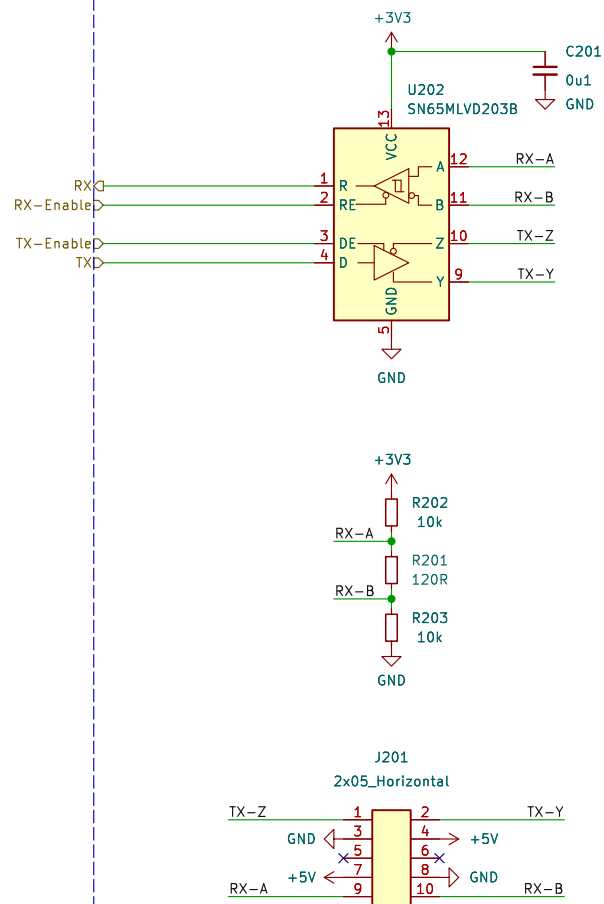 +3V3
C201
0u1
GND
U202
SN65MLVD203B
13
VCC
RX
1
R
A
12
RX-A
RX-Enable
2
RE
B
11
RX-B
TX-Enable
3
DE
Z
10
TX-Z
TX
4
D
Y
9
TX-Y
GND
5
GND
+3V3
R202
10k
RX-A
R201
120R
RX-B
R203
10k
GND
J201
2x05_Horizontal
TX-Z
1
2
TX-Y
GND
3
4
+5V
5
6
+5V
7
8
GND
RX-A
9
10
RX-B